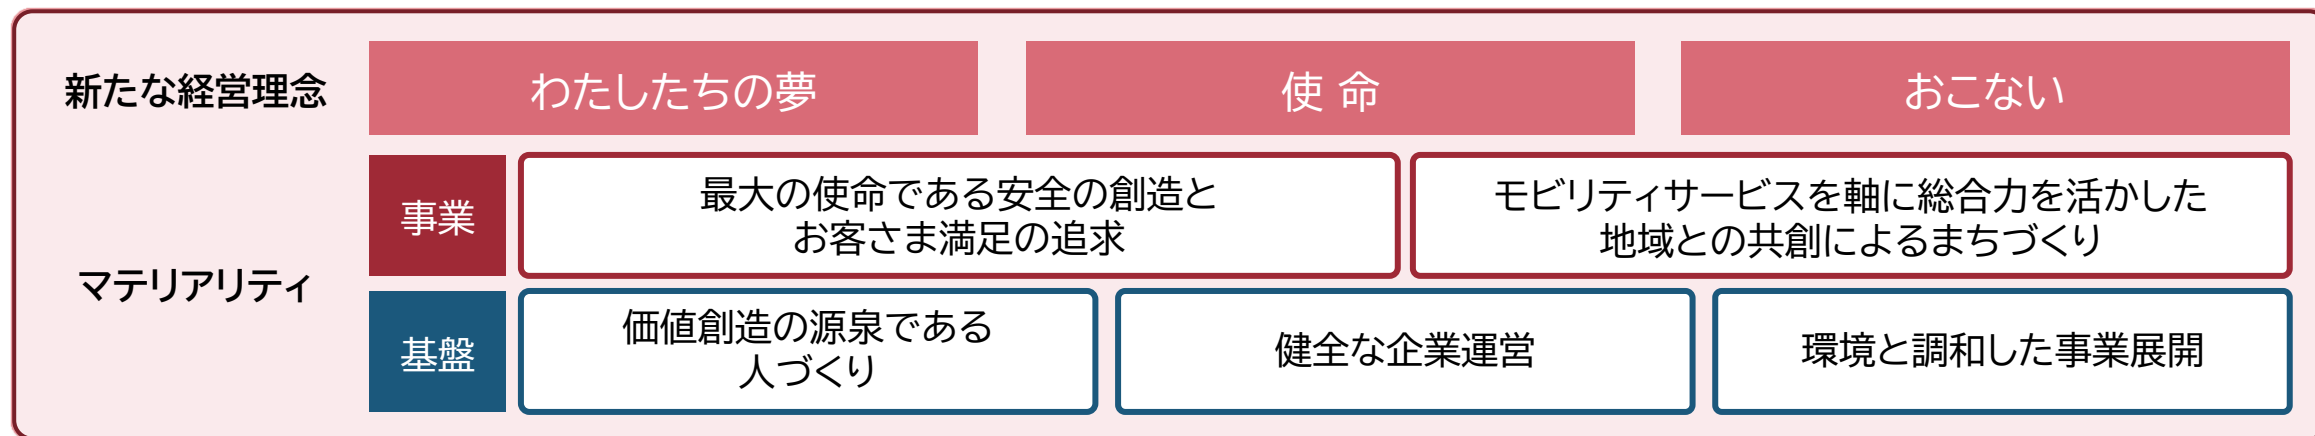 新たな経営理念
わたしたちの夢
使 命
おこない
マテリアリティ
事業
最大の使命である安全の創造と
お客さま満足の追求
モビリティサービスを軸に総合力を活かした
地域との共創によるまちづくり
基盤
価値創造の源泉である
人づくり
健全な企業運営
環境と調和した事業展開